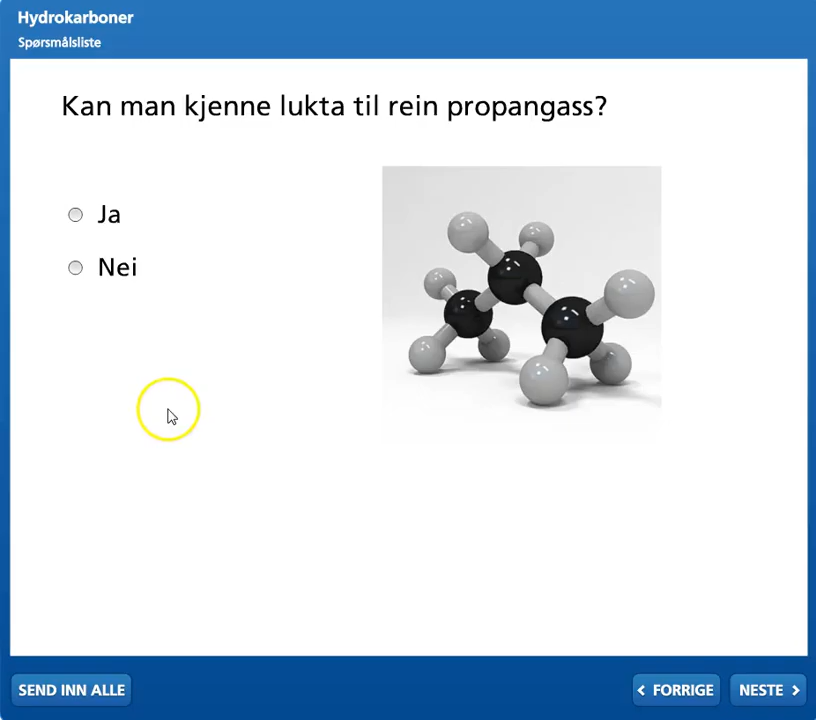 Hydrokarboner
Spørsmålsliste
Kan man kjenne lukta til rein propangass?
Ja
Nei
SEND INN ALLE
FORRIGE
NESTE